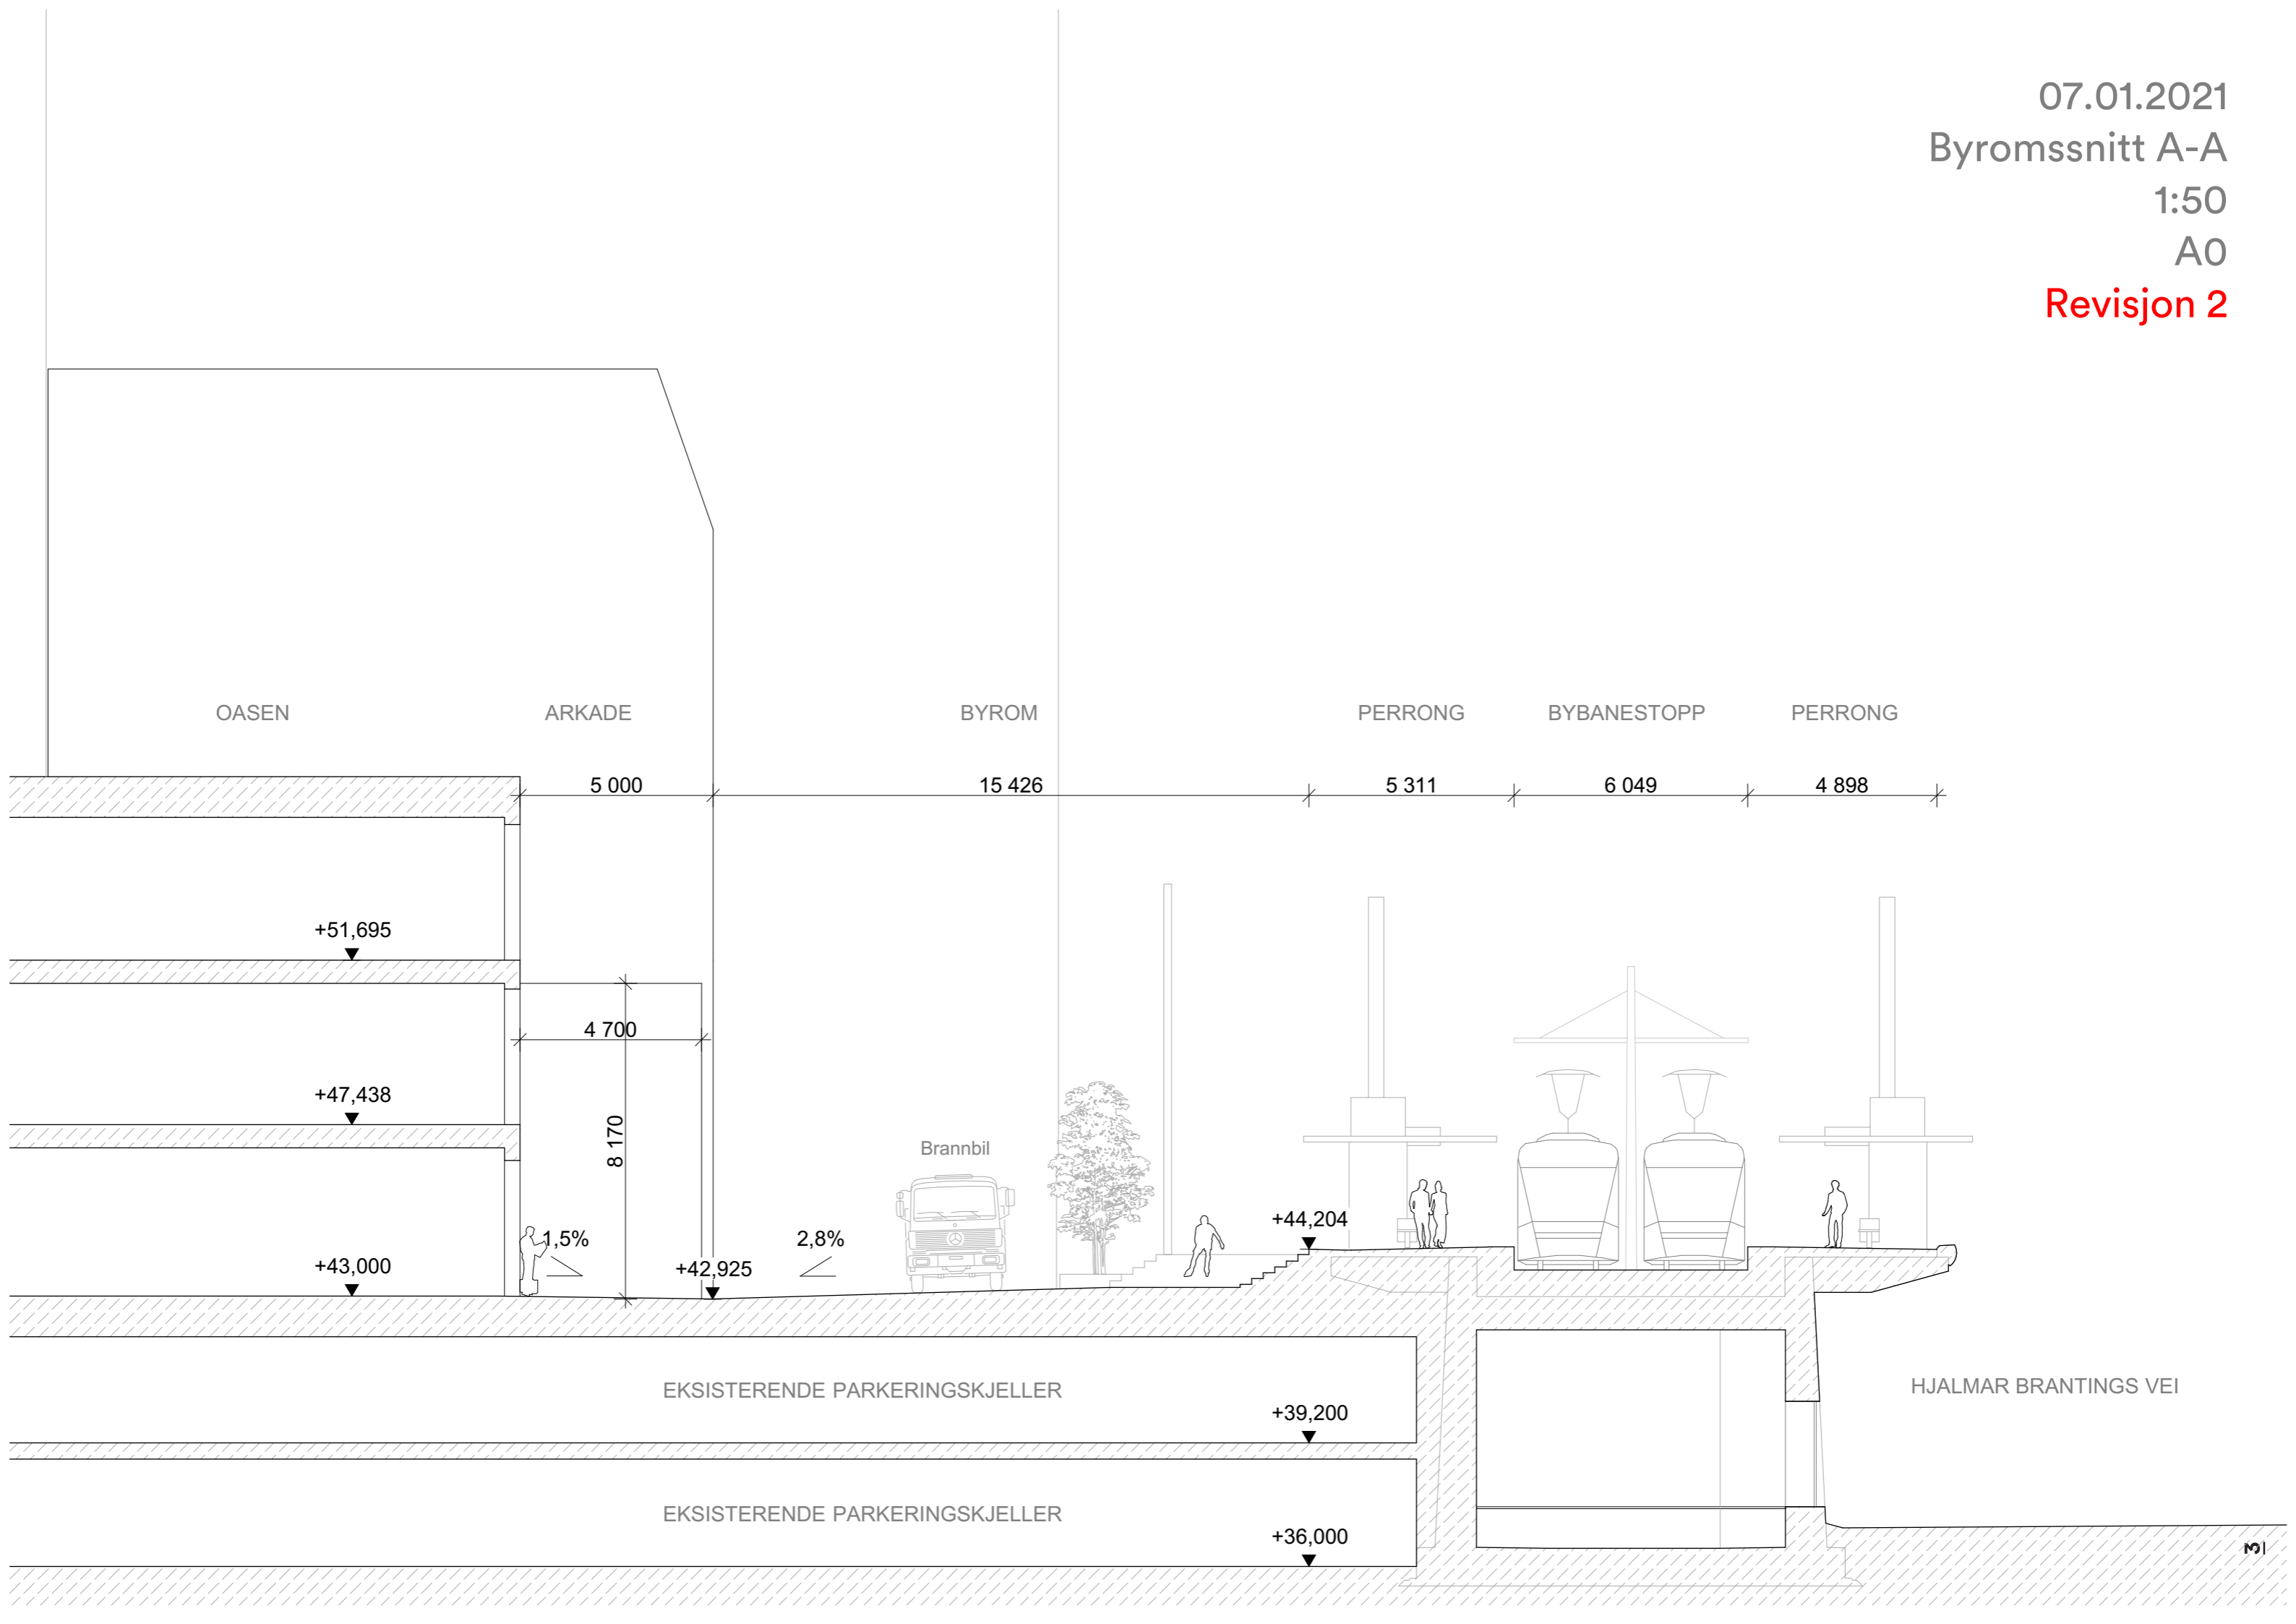 07.01.2021
Byromssnitt A-A
1:50
A0
Revisjon 2
OASEN
ARKADE
BYROM
PERRONG
BYBANESTOPP
PERRONG
5 000
15 426
5 311
6 049
4 898
+51,695
4 700
+47,438
8 170
Brannbil
+44,204
1,5%
2,8%
+43,000
+42,925
EKSISTERENDE PARKERINGSKJELLER
HJALMAR BRANTINGS VEI
+39,200
EKSISTERENDE PARKERINGSKJELLER
+36,000